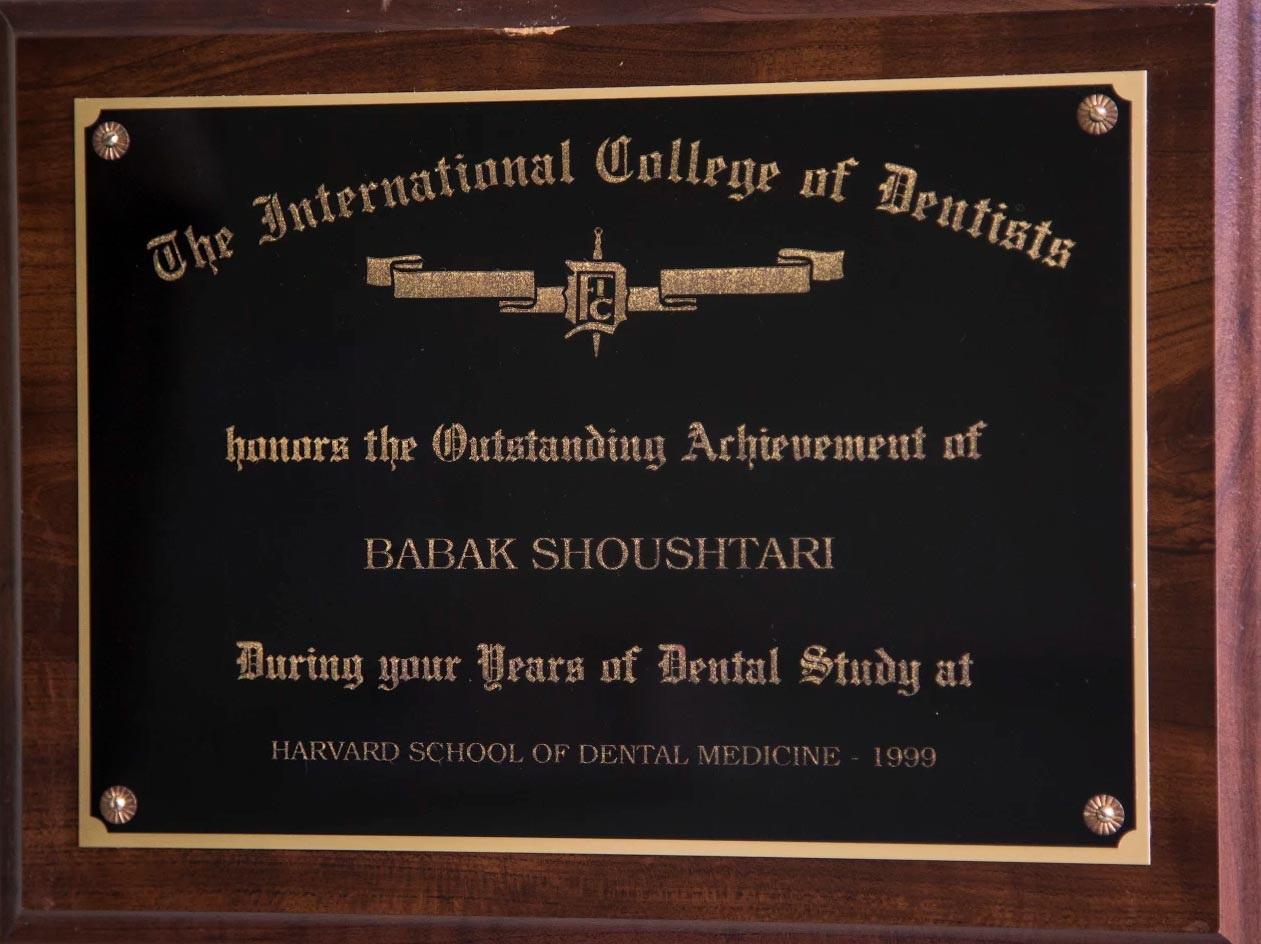 The International College of Dentists
honors the Outstanding Achievement of
BABAK SHOUSHTARI
During your Years of Dental Study at
HARVARD SCHOOL OF DENTAL MEDICINE - 1999